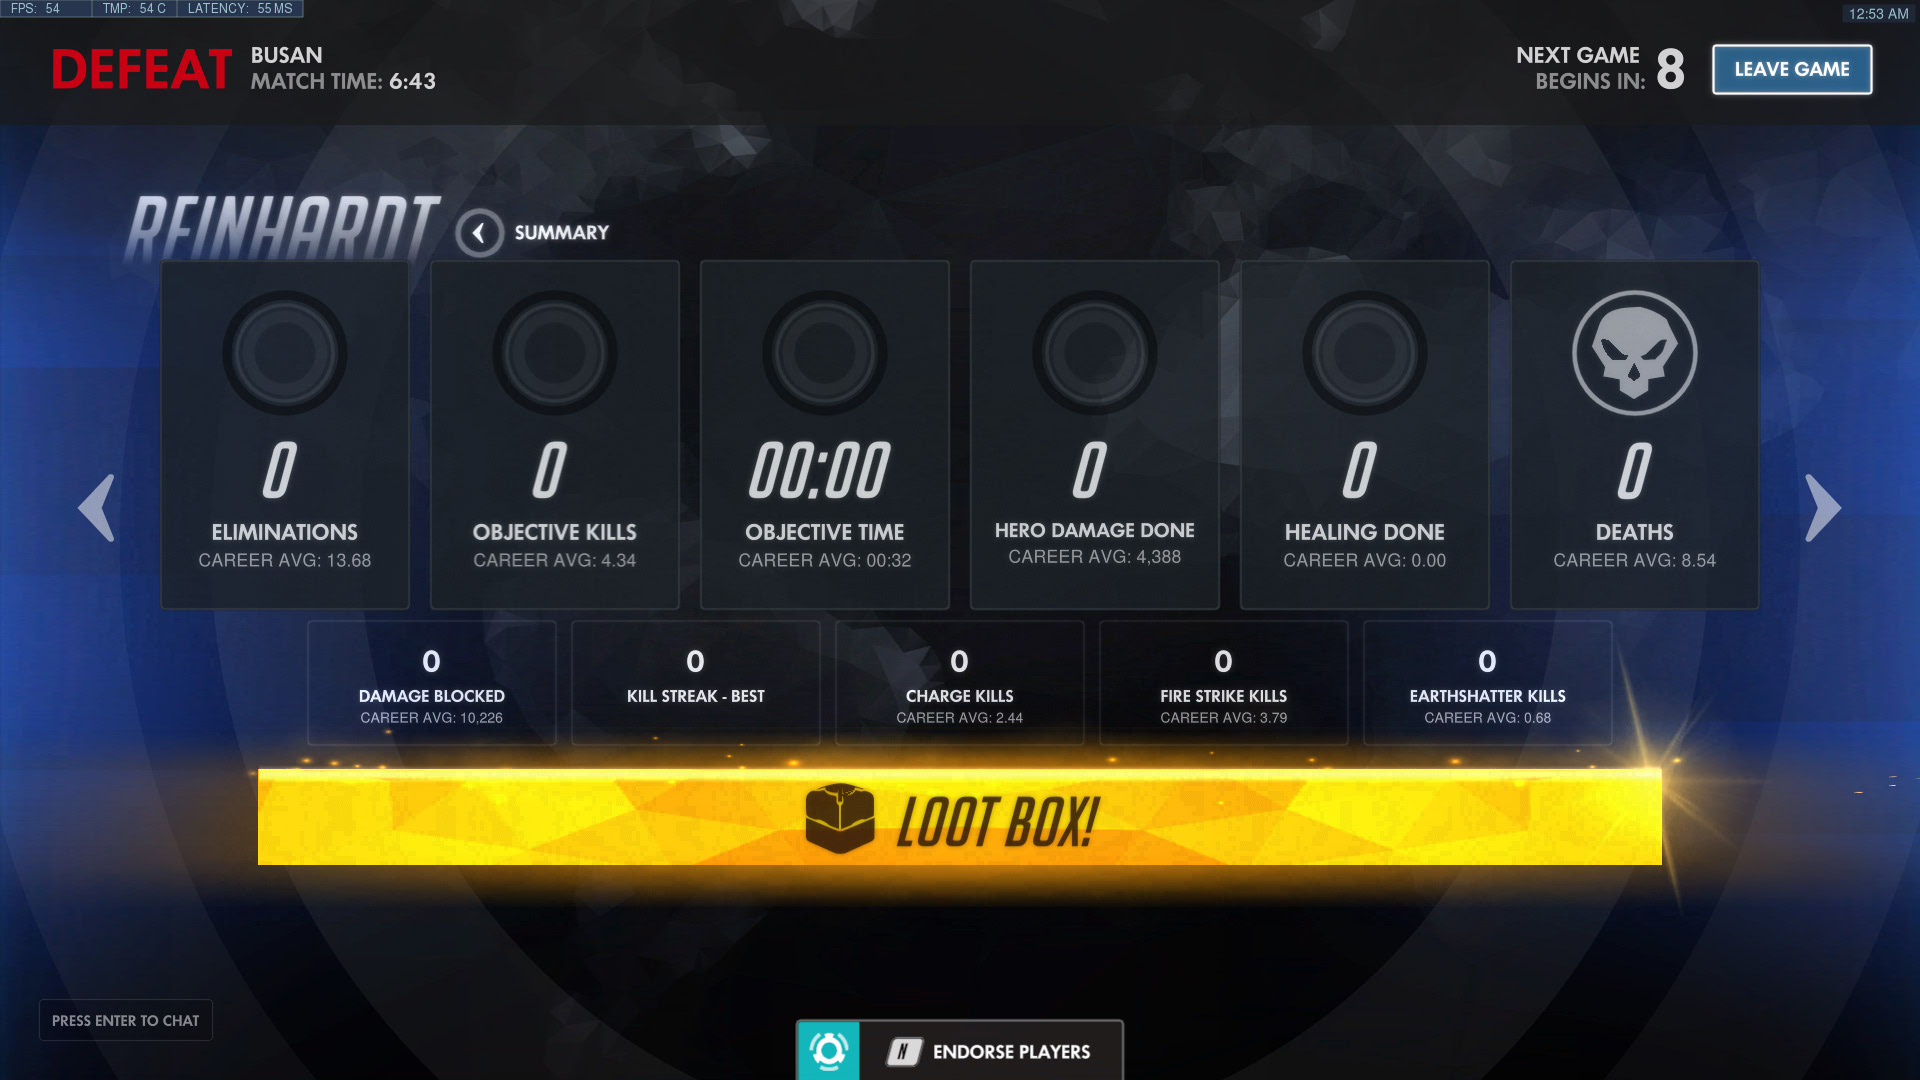 FPS: 54 TMP: 54 C LATENCY: 55 MS
12:53 AM
DEFEAT
BUSAN
MATCH TIME: 6:43
NEXT GAME
BEGINS IN: 8
LEAVE GAME
REINHARDT
SUMMARY
0
ELIMINATIONS
CAREER AVG: 13.68
0
OBJECTIVE KILLS
CAREER AVG: 4.34
00:00
OBJECTIVE TIME
CAREER AVG: 00:32
0
HERO DAMAGE DONE
CAREER AVG: 4,388
0
HEALING DONE
CAREER AVG: 0.00
0
DEATHS
CAREER AVG: 8.54
0
DAMAGE BLOCKED
CAREER AVG: 10,226
0
KILL STREAK - BEST
0
CHARGE KILLS
CAREER AVG: 2.44
0
FIRE STRIKE KILLS
CAREER AVG: 3.79
0
EARTHSHATTER KILLS
CAREER AVG: 0.68
LOOT BOX!
PRESS ENTER TO CHAT
N ENDORSE PLAYERS